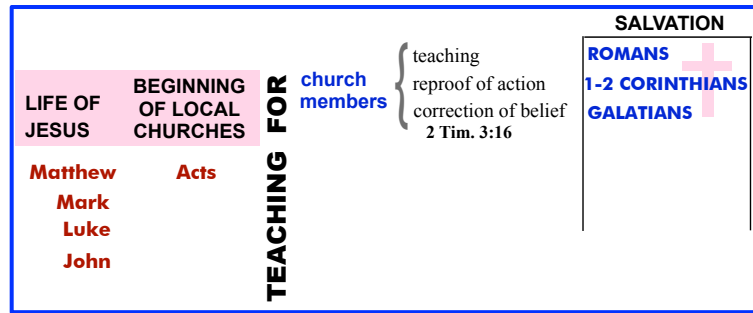 SALVATION
LIFE OF
JESUS
BEGINNING
OF LOCAL
CHURCHES
Matthew
Mark
Luke
John
Acts
TEACHING FOR
church
members
teaching
reproof of action
correction of belief
2 Tim. 3:16
ROMANS
1-2 CORINTHIANS
GALATIANS